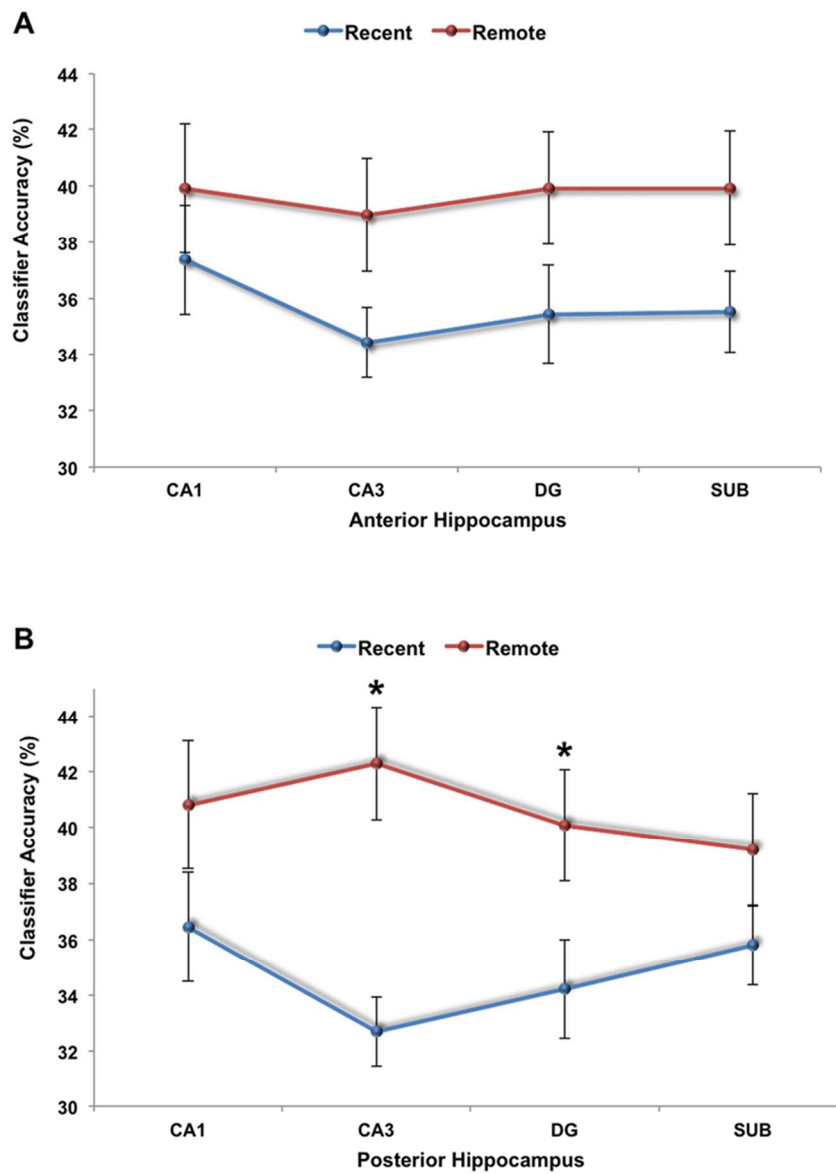 A
Recent Remote
44
42
40
38
36
34
32
30
Classifier Accuracy (%)
CA1 CA3 DG SUB
Anterior Hippocampus
B
Recent Remote
*
*
44
42
40
38
36
34
32
30
Classifier Accuracy (%)
CA1 CA3 DG SUB
Posterior Hippocampus